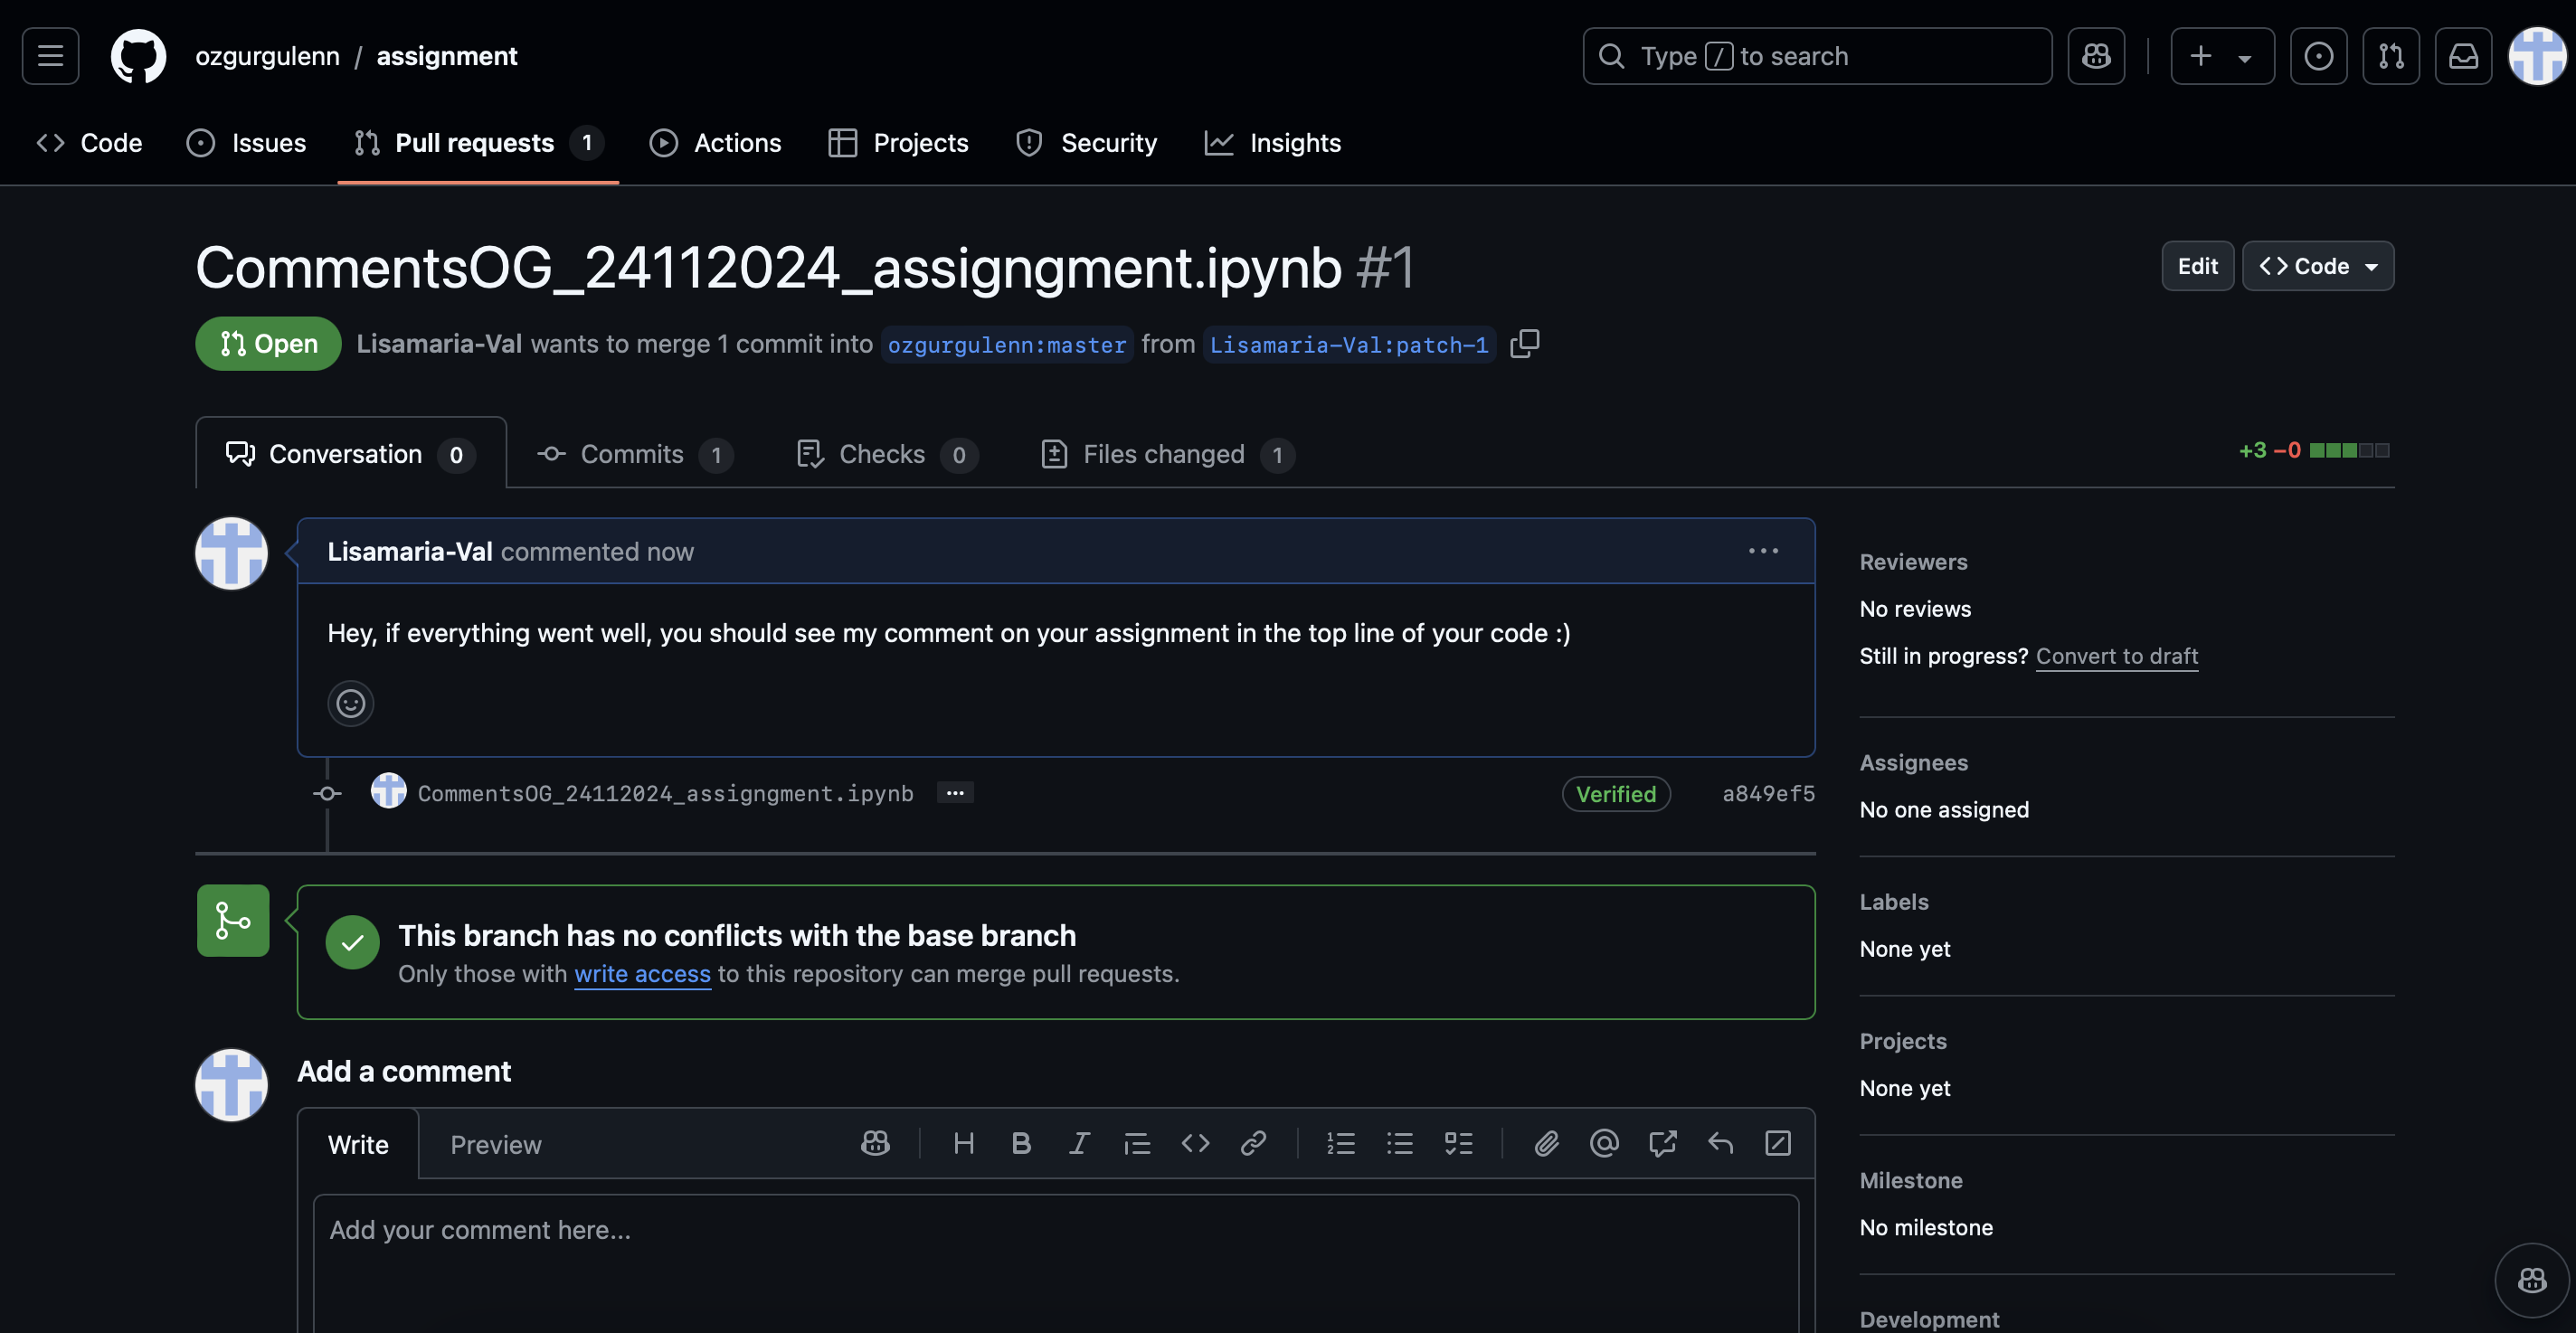 ozgurgulenn / assignment
Type / to search
Code Issues Pull requests 1 Actions Projects Security Insights
CommentsOG_24112024_assigngment.ipynb #1
Edit Code
Open Lisamaria-Val wants to merge 1 commit into ozgurgulenn:master from Lisamaria-Val:patch-1
Conversation 0 Commits 1 Checks 0 Files changed 1
+3 −0
Lisamaria-Val commented now
Hey, if everything went well, you should see my comment on your assignment in the top line of your code :)
CommentsOG_24112024_assigngment.ipynb ... Verified a849ef5
This branch has no conflicts with the base branch
Only those with write access to this repository can merge pull requests.
Add a comment
Write Preview
Add your comment here...
Reviewers
No reviews
Still in progress? Convert to draft
Assignees
No one assigned
Labels
None yet
Projects
None yet
Milestone
No milestone
Development